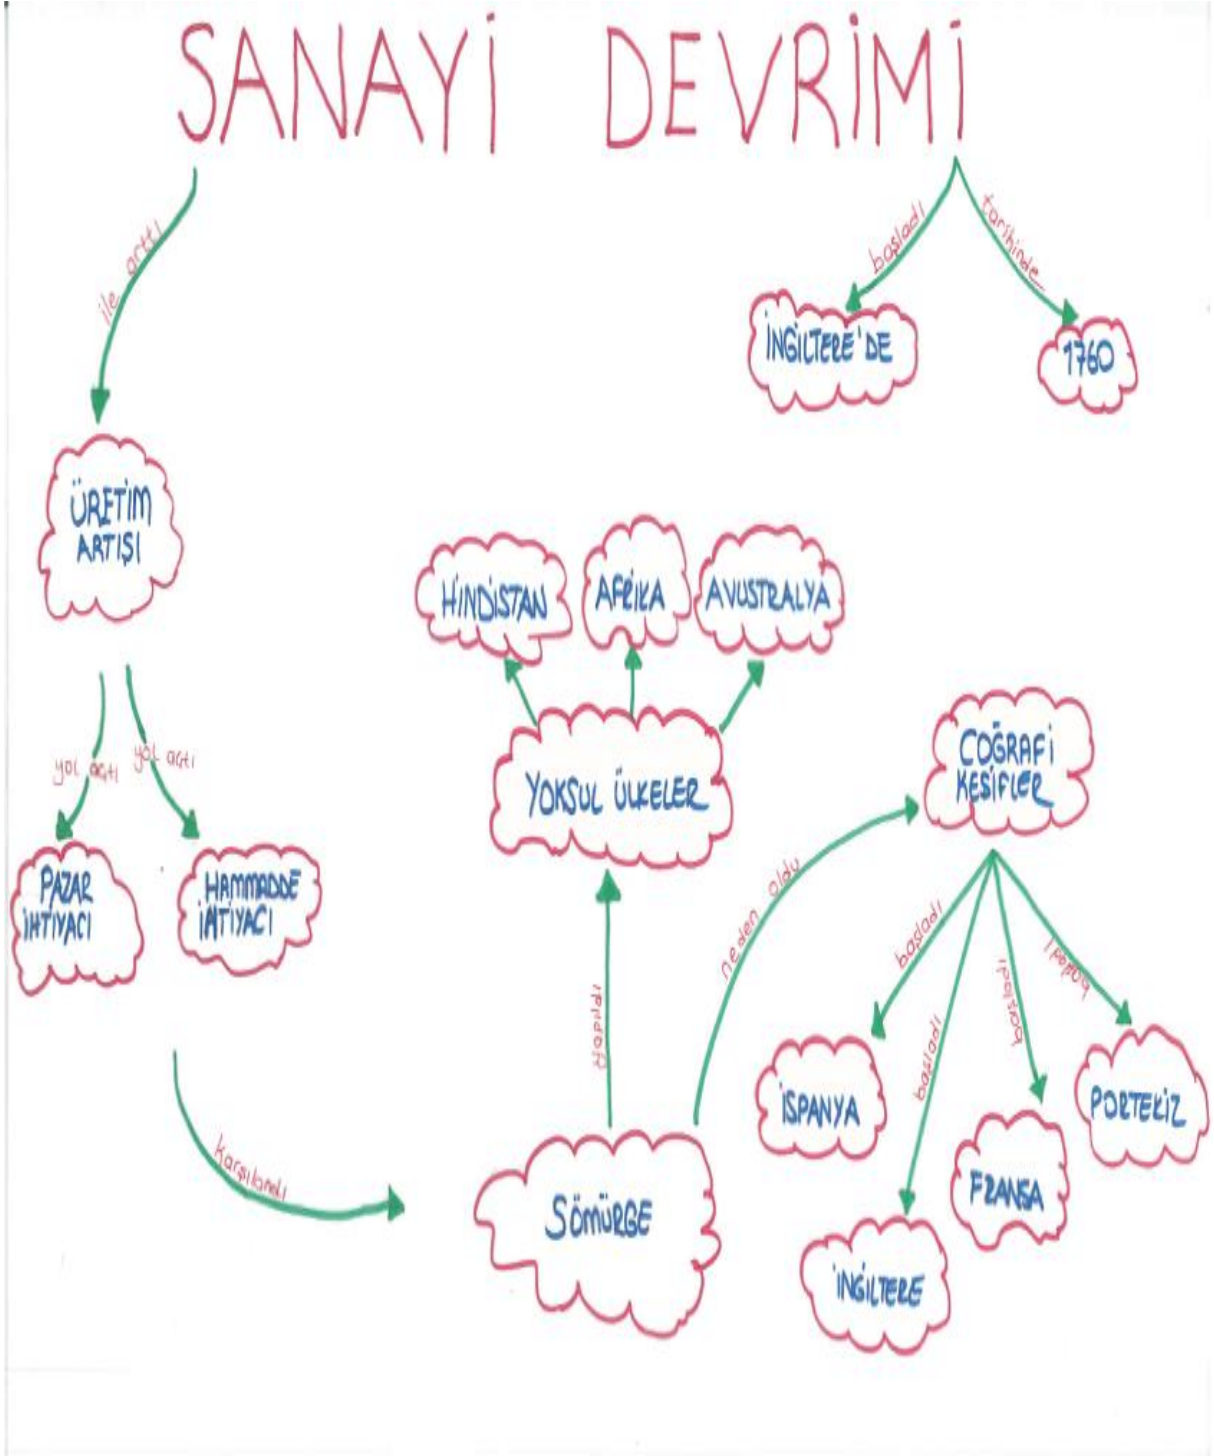 SANAYİ DEVRİMİ
ile arttı
başladı
tarihinde
İNGİLTERE'DE
1760
ÜRETİM
ARTIŞI
HİNDİSTAN
AFRİKA
AVUSTRALYA
yol açtı
yol açtı
YOKSUL ÜLKELER
COĞRAFİ
KEŞİFLER
PAZAR
İHTİYACI
HAMMADDE
İHTİYACI
neden oldu
yapıldı
başladı
başladı
başladı
başladı
karşılandı
SÖMÜRGE
İSPANYA
PORTEKİZ
FRANSA
İNGİLTERE